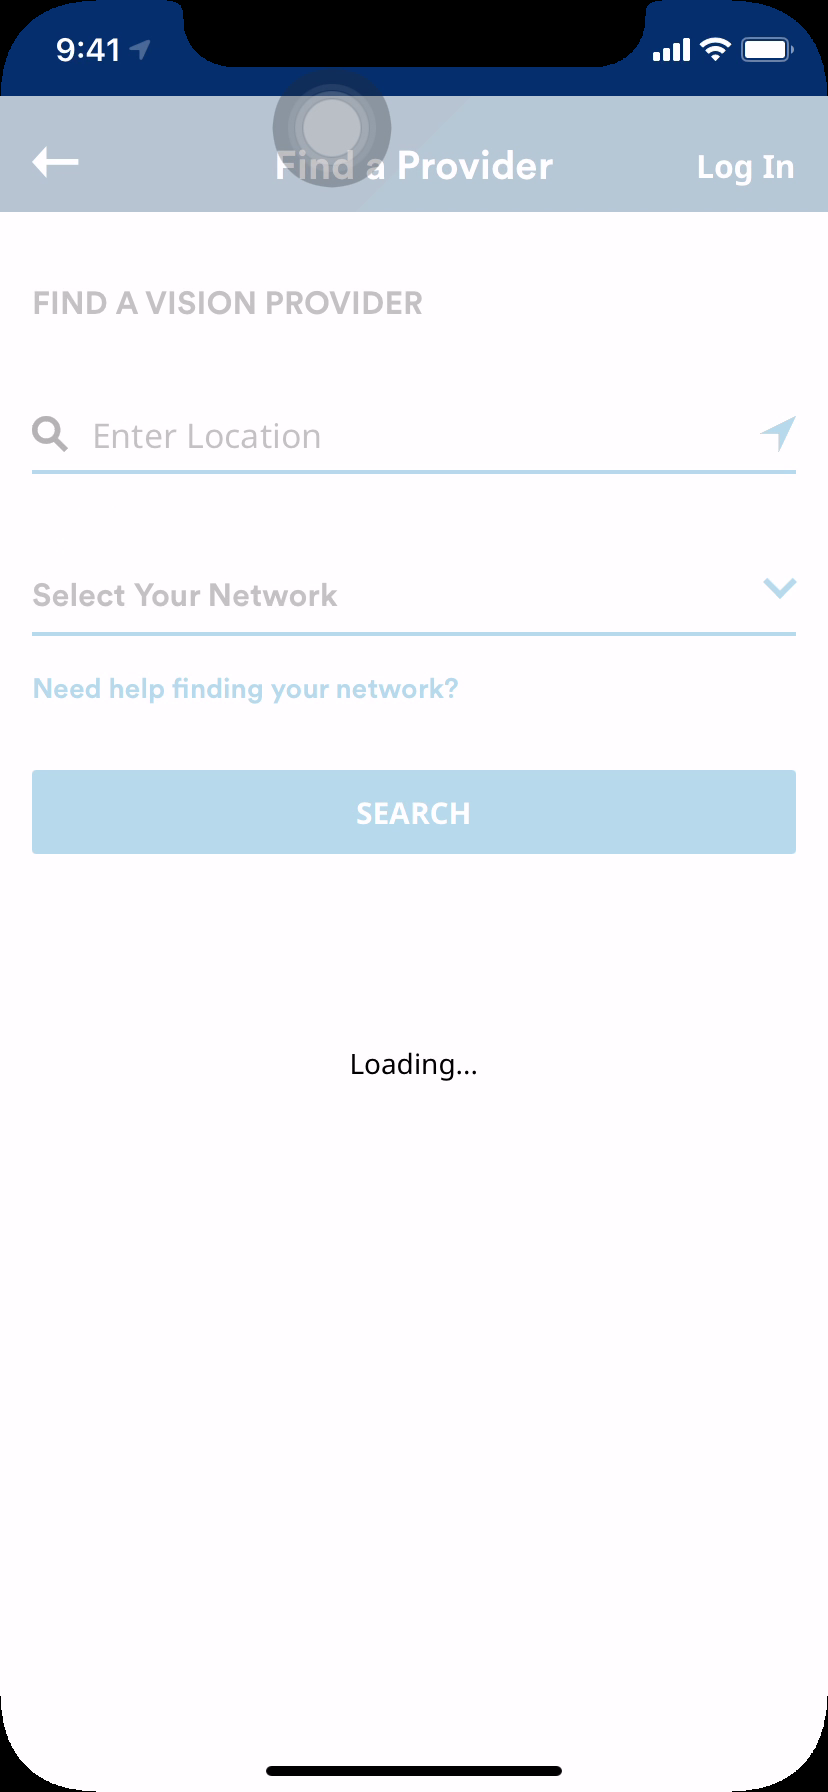 9:41
Find a Provider
Log In
FIND A VISION PROVIDER
Enter Location
Select Your Network
Need help finding your network?
SEARCH
Loading...